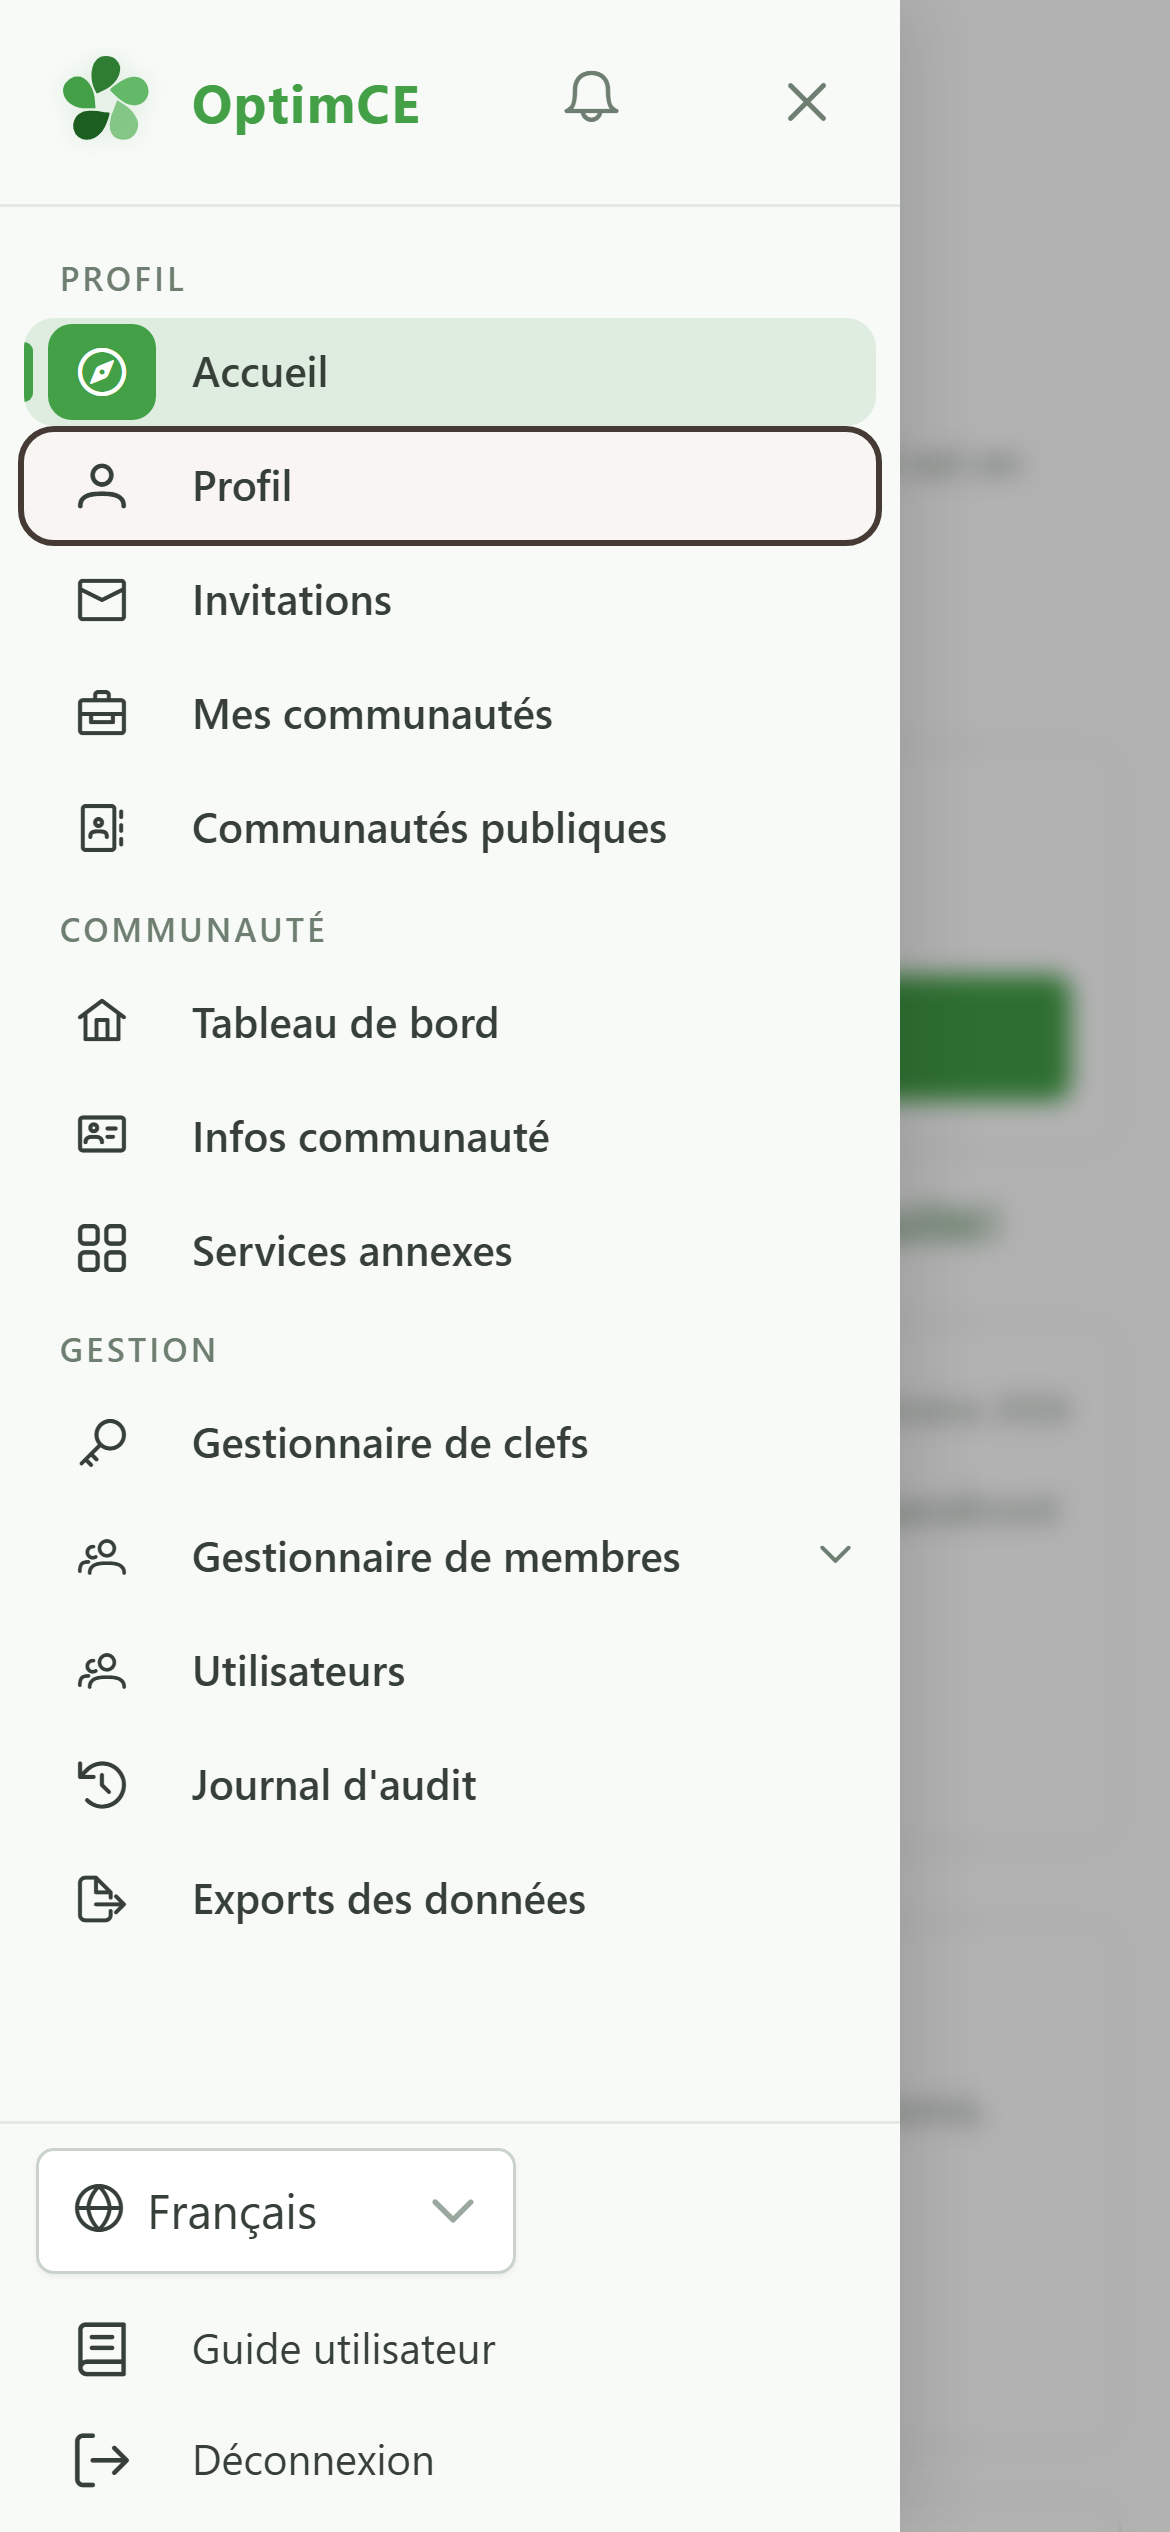 OptimCE
PROFIL
Accueil
Profil
Invitations
Mes communautés
Communautés publiques
COMMUNAUTÉ
Tableau de bord
Infos communauté
Services annexes
GESTION
Gestionnaire de clefs
Gestionnaire de membres
Utilisateurs
Journal d'audit
Exports des données
Français
Guide utilisateur
Déconnexion